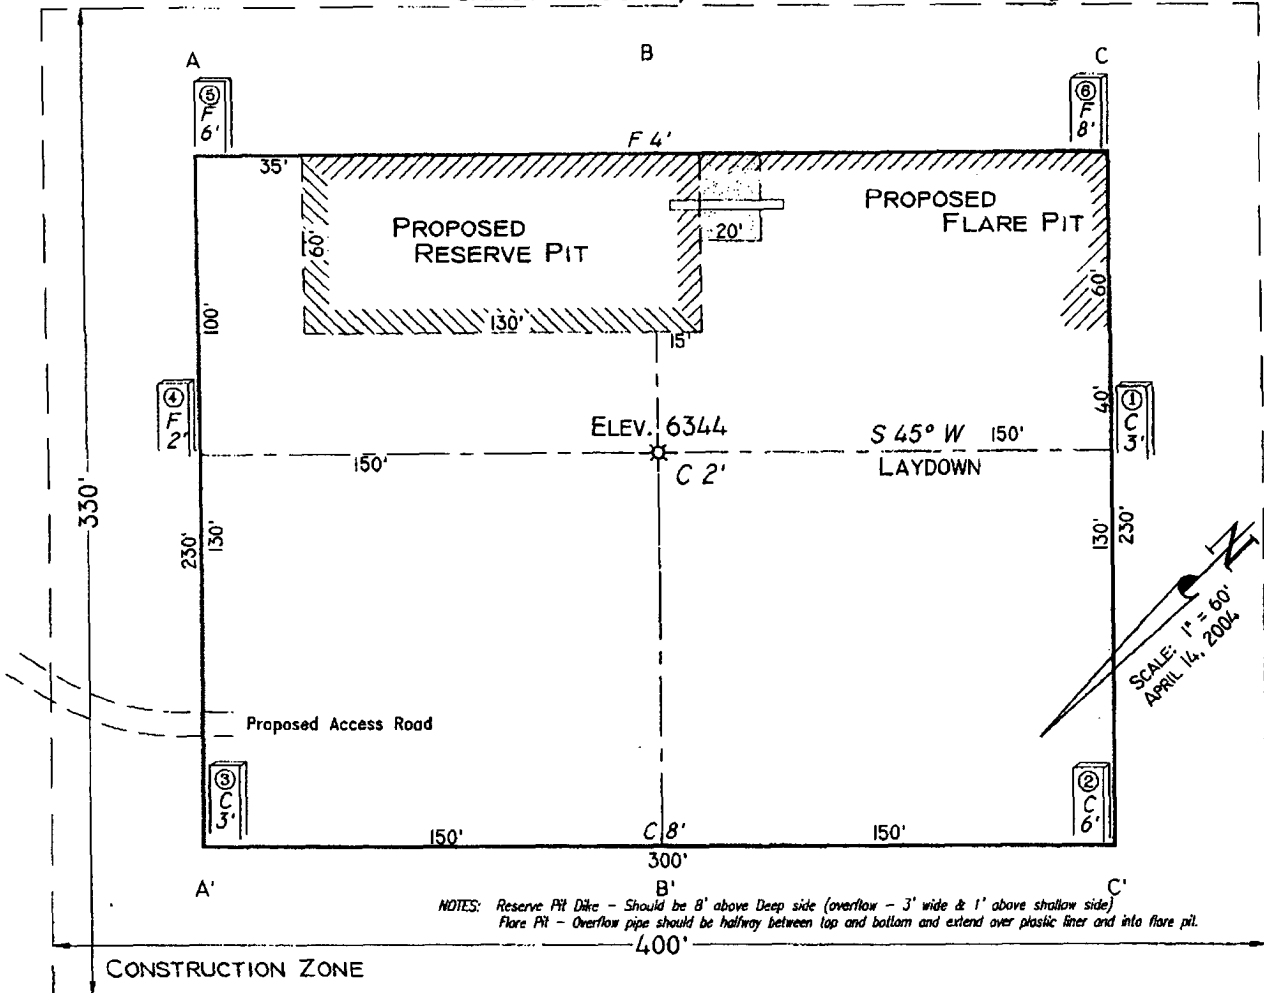 A
B
C
⑤
F
6'
⑥
F
8'
F 4'
35'
PROPOSED
RESERVE PIT
PROPOSED
FLARE PIT
60'
20'
60'
100'
130'
15'
④
F
2'
40'
①
C
3'
ELEV. 6344
S 45° W 150'
150'
C 2'
LAYDOWN
330'
230'
130'
130'
230'
N
SCALE: 1" = 60'
APRIL 14, 2004
Proposed Access Road
③
C
3'
②
C
6'
150'
C 8'
150'
300'
A'
B'
C'
NOTES: Reserve Pit Dike - Should be 8' above Deep side (overflow - 3' wide & 1' above shallow side)
Flare Pit - Overflow pipe should be halfway between top and bottom and extend over plastic liner and into flare pit.
400'
CONSTRUCTION ZONE